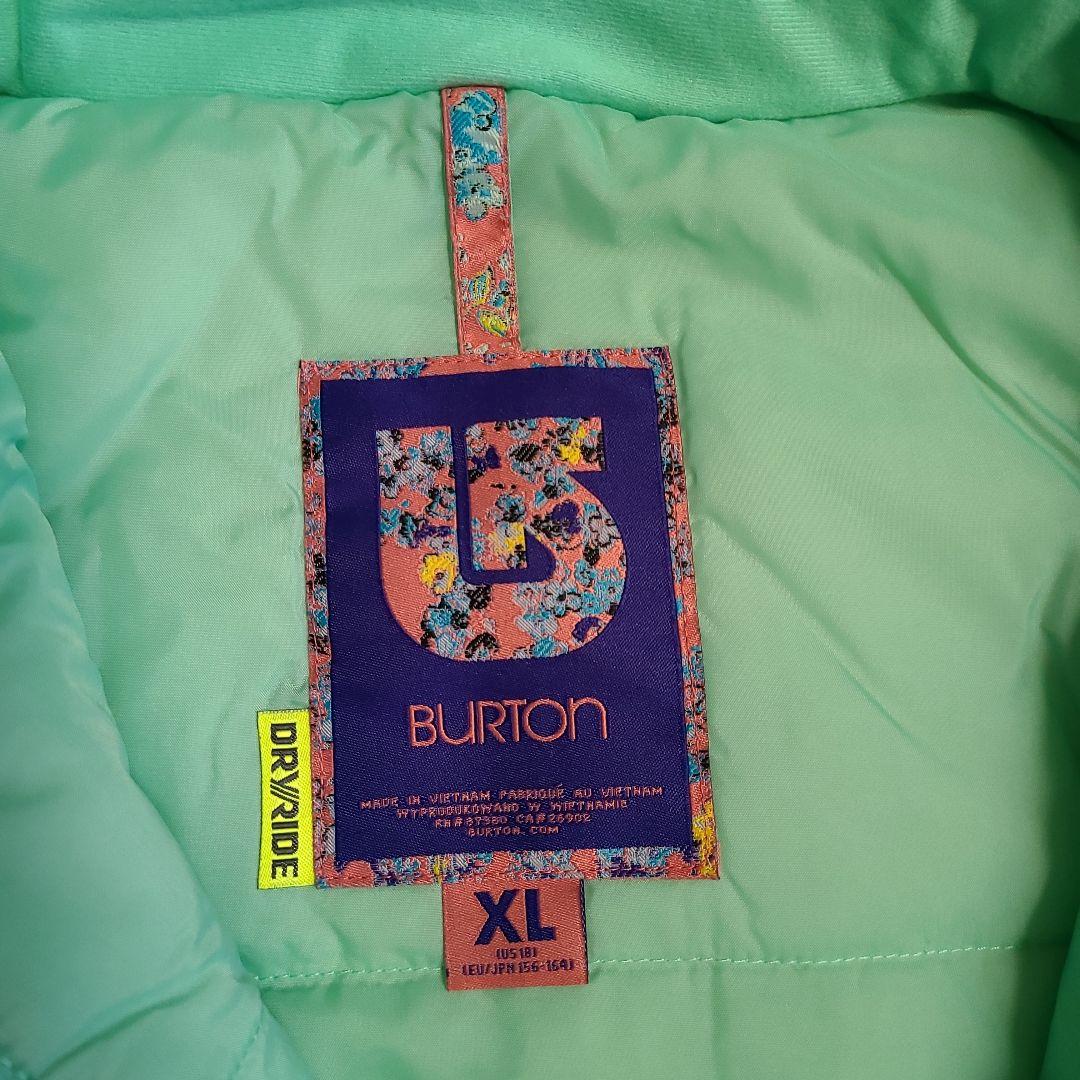 BURTON
MADE IN VIETNAM FABRIQUE AU VIETNAM
WYPRODUKOWANO W WIETNAMIE
RN#87380 CA#26902
BURTON.COM
DRY//RIDE
XL
(US 18)
(EU/JPN 156-164)